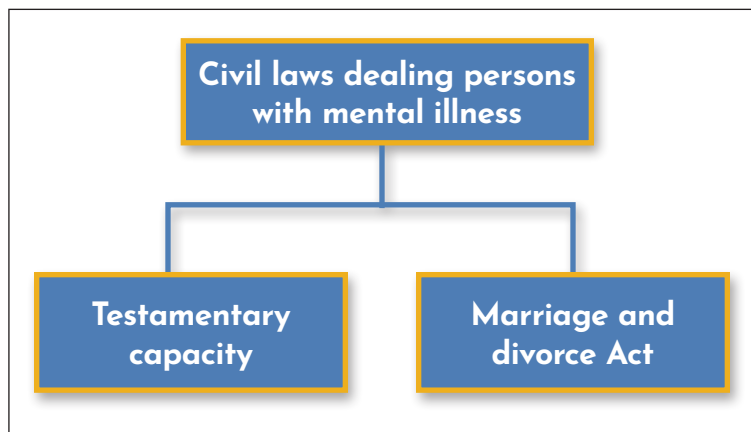 Civil laws dealing persons
with mental illness
Testamentary
capacity
Marriage and
divorce Act